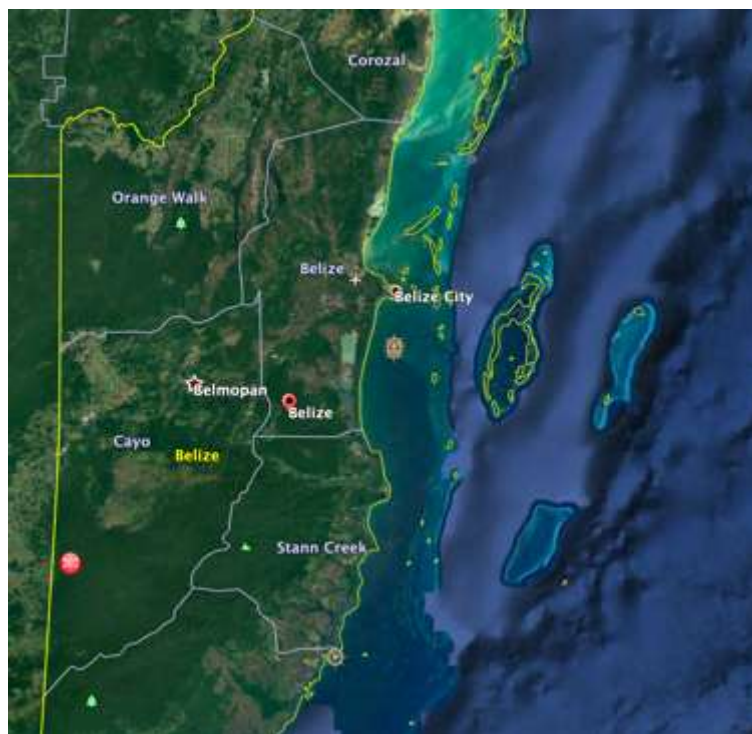 Corozal
Orange Walk
Belize
Belize City
Belmopan
Belize
Cayo
Belize
Stann Creek